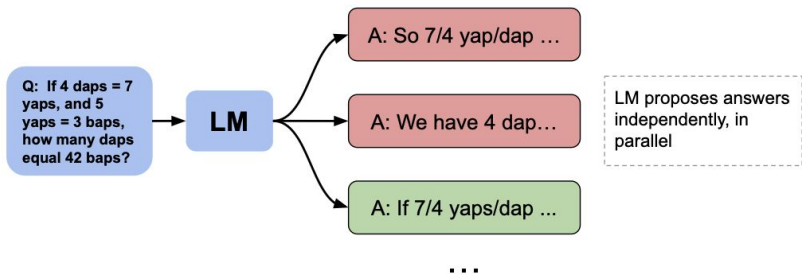 Q: If 4 daps = 7
yaps, and 5
yaps = 3 baps,
how many daps
equal 42 baps?
LM
A: So 7/4 yap/dap …
A: We have 4 dap…
A: If 7/4 yaps/dap ...
...
LM proposes answers
independently, in
parallel